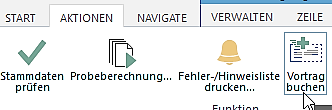 START AKTIONEN NAVIGATE VERWALTEN ZEILE
Stammdaten prüfen
Probeberechnung...
Fehler-/Hinweisliste drucken...
Vortrag buchen
Funktion